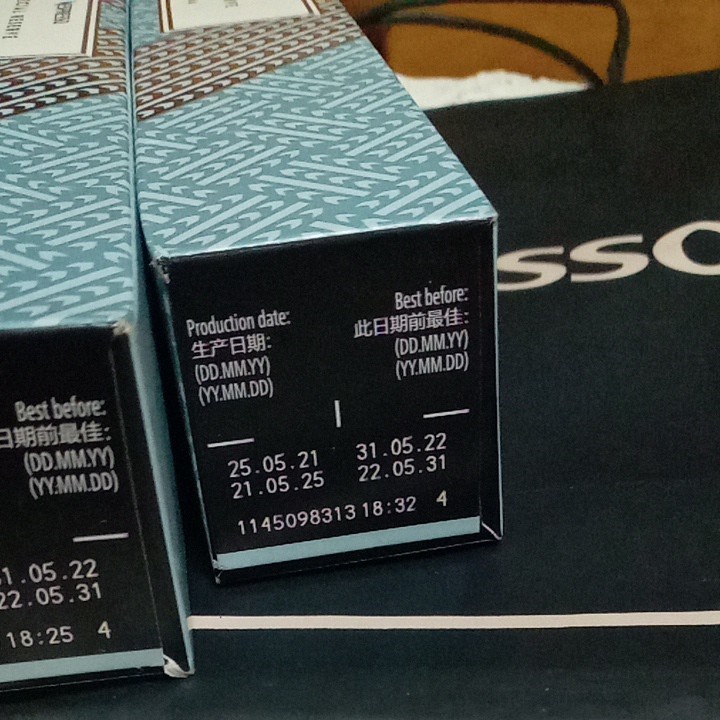 Production date:
生产日期:
(DD.MM.YY)
(YY.MM.DD)
Best before:
此日期前最佳:
(DD.MM.YY)
(YY.MM.DD)
25.05.21 31.05.22
21.05.25 22.05.31
1145098313 18:32 4
Best before:
日期前最佳:
(DD.MM.YY)
(YY.MM.DD)
1.05.22
22.05.31
18:25 4
sso